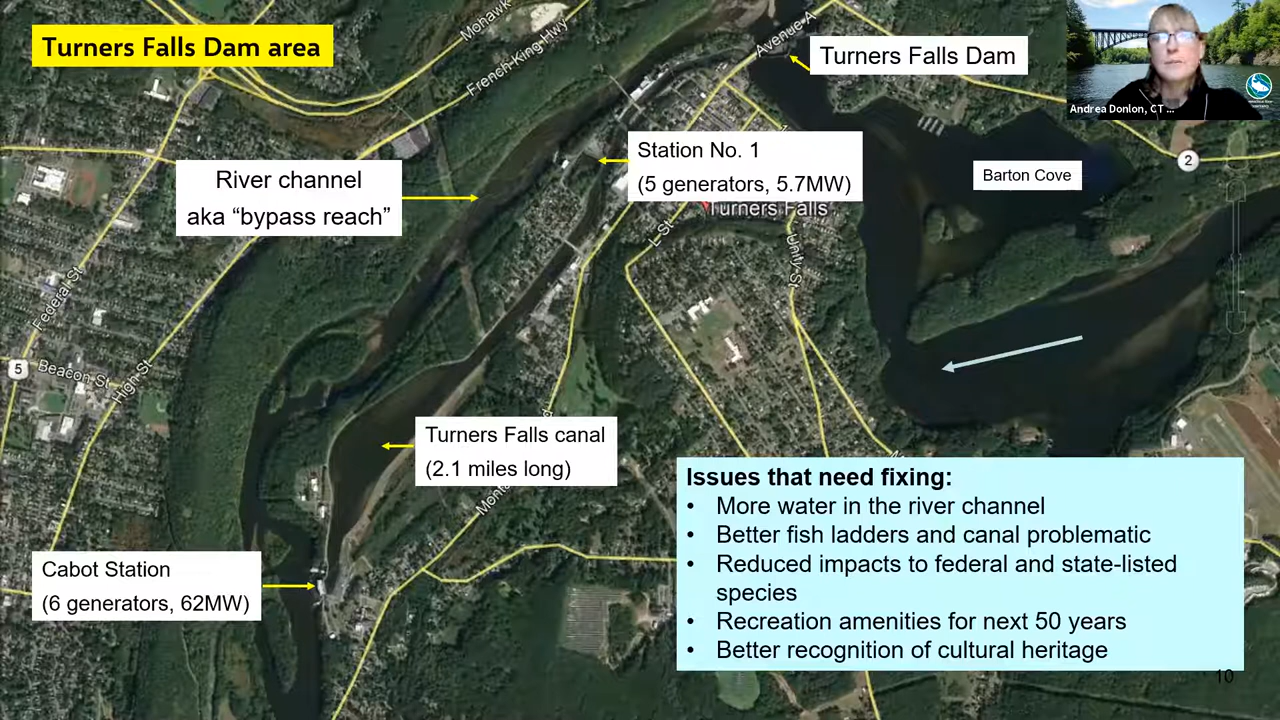 Turners Falls Dam area
Mohawk
French King Hwy
Avenue A
Turners Falls Dam
Andrea Donlon, CT ...
Station No. 1
(5 generators, 5.7MW)
2
Barton Cove
River channel
aka “bypass reach”
Turners Falls
L St
Unity St
Federal St
5
Beacon St
High St
Turners Falls canal
(2.1 miles long)
Issues that need fixing:
• More water in the river channel
• Better fish ladders and canal problematic
• Reduced impacts to federal and state-listed
species
• Recreation amenities for next 50 years
• Better recognition of cultural heritage
Cabot Station
(6 generators, 62MW)
10